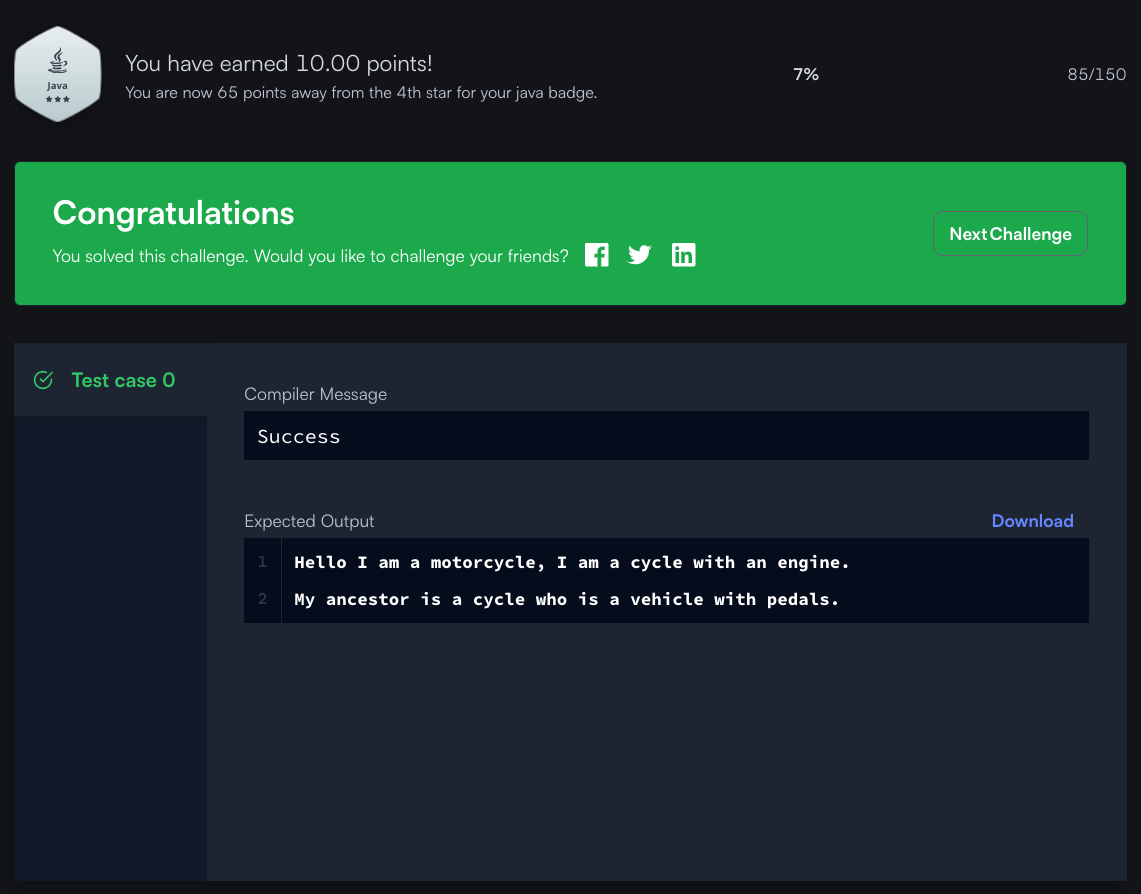 Java
You have earned 10.00 points!
You are now 65 points away from the 4th star for your java badge.
7%
85/150
Congratulations
You solved this challenge. Would you like to challenge your friends?
Next Challenge
Test case 0
Compiler Message
Success
Expected Output
Download
1 Hello I am a motorcycle, I am a cycle with an engine.
2 My ancestor is a cycle who is a vehicle with pedals.